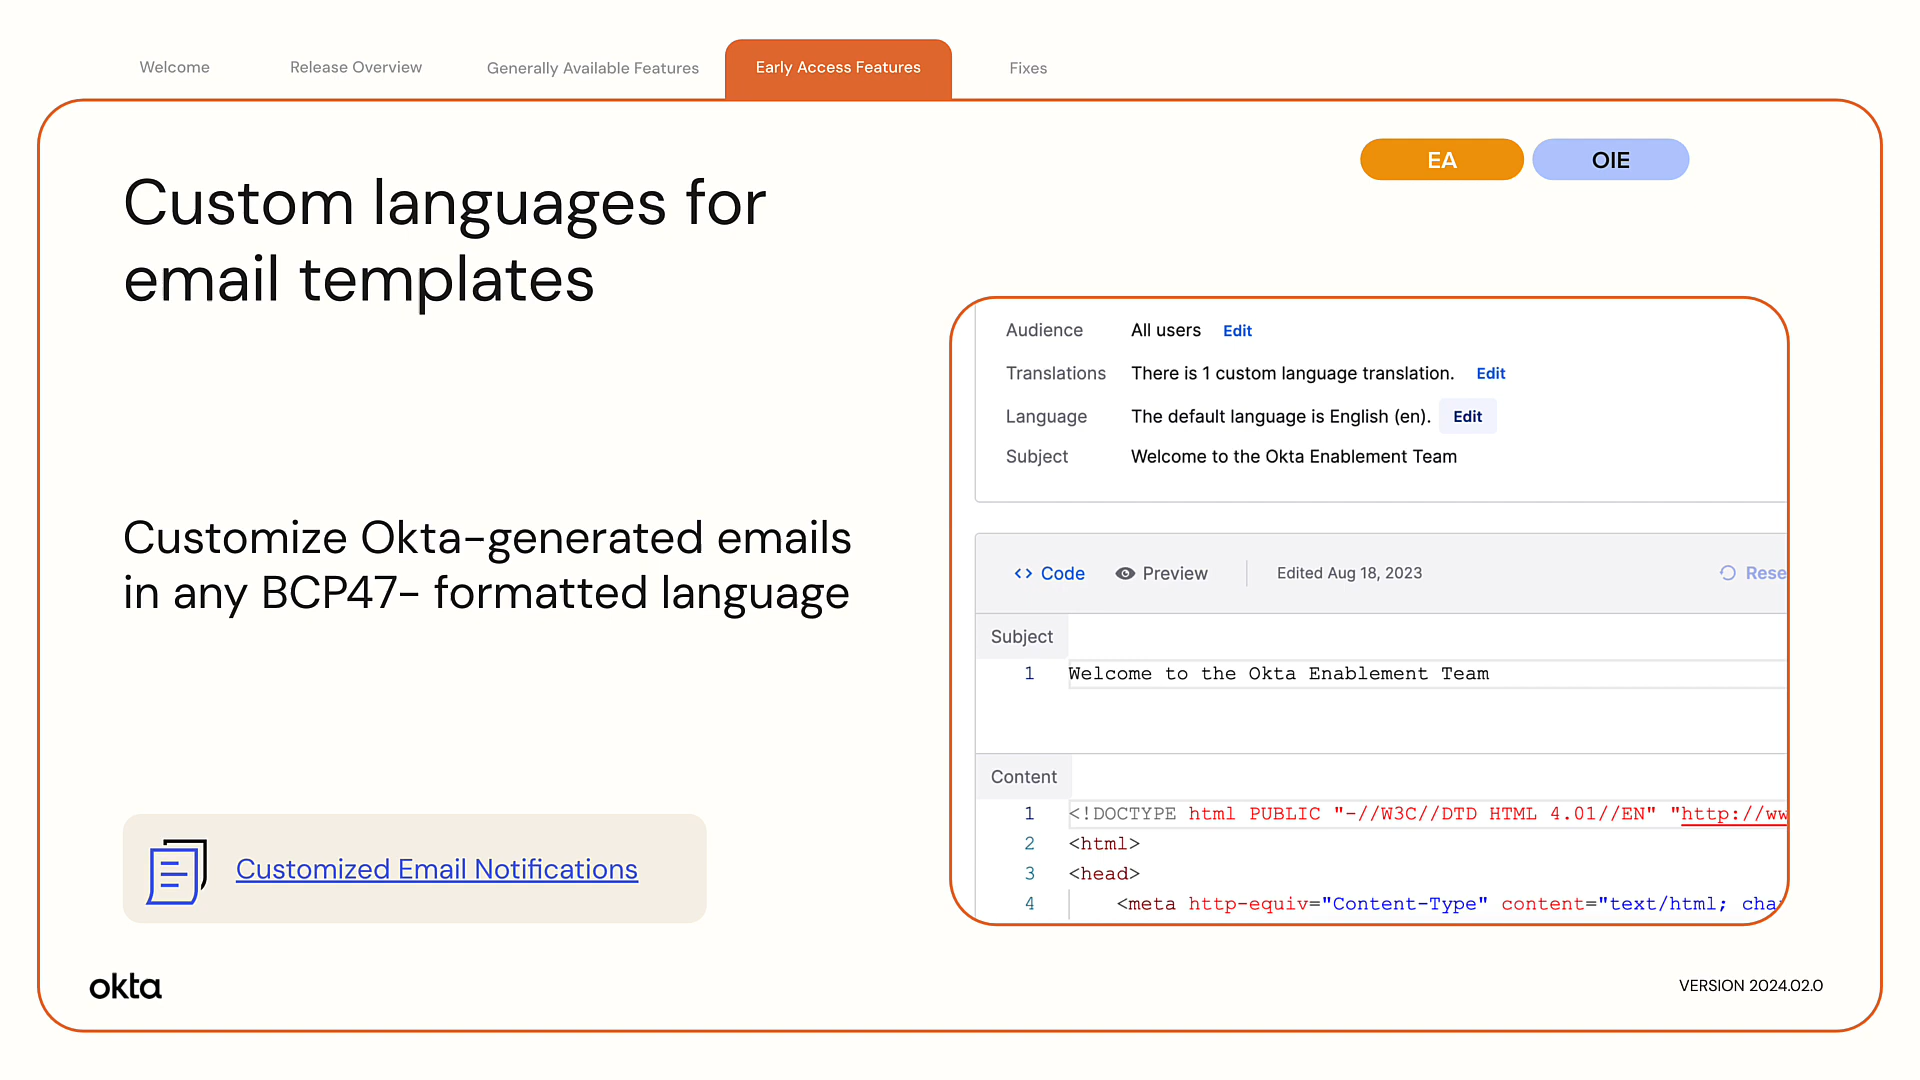 Welcome
Release Overview
Generally Available Features
Early Access Features
Fixes
EA
OIE
Custom languages for
email templates
Customize Okta-generated emails
in any BCP47- formatted language
Customized Email Notifications
Audience All users Edit
Translations There is 1 custom language translation. Edit
Language The default language is English (en). Edit
Subject Welcome to the Okta Enablement Team
<> Code Preview Edited Aug 18, 2023 Rese
Subject
1 Welcome to the Okta Enablement Team
Content
1 <!DOCTYPE html PUBLIC "-//W3C//DTD HTML 4.01//EN" "http://ww
2 <html>
3 <head>
4 <meta http-equiv="Content-Type" content="text/html; cha
okta
VERSION 2024.02.0